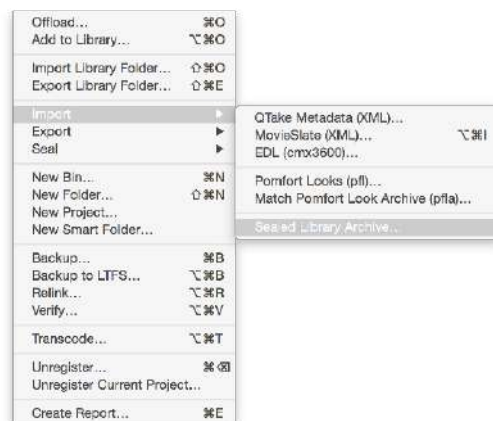 Offload... ⌘O
Add to Library... ⌥⌘O
Import Library Folder... ⇧⌘O
Export Library Folder... ⇧⌘E
Import ▶
Export ▶
Seal ▶
New Bin... ⌘N
New Folder... ⇧⌘N
New Project...
New Smart Folder...
Backup... ⌘B
Backup to LTFS... ⌥⌘B
Relink... ⌥⌘R
Verify... ⌥⌘V
Transcode... ⌥⌘T
Unregister... ⌘⌫
Unregister Current Project...
Create Report... ⌘E
QTake Metadata (XML)...
MovieSlate (XML)... ⌥⌘I
EDL (cmx3600)...
Pomfort Looks (pfl)...
Match Pomfort Look Archive (pfla)...
Sealed Library Archive...